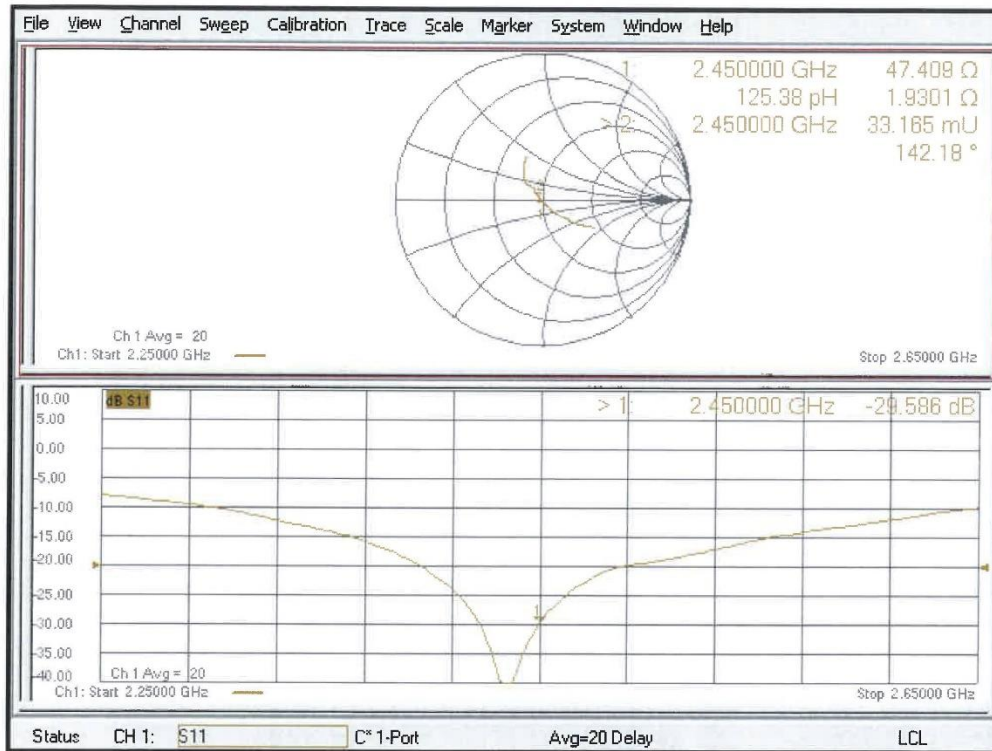 File View Channel Sweep Calibration Trace Scale Marker System Window Help
1: 2.450000 GHz 47.409 Ω
125.38 pH 1.9301 Ω
> 2: 2.450000 GHz 33.165 mU
142.18 °
Ch 1 Avg = 20
Ch1: Start 2.25000 GHz Stop 2.65000 GHz
10.00 dB S11 > 1: 2.450000 GHz -29.586 dB
5.00
0.00
-5.00
-10.00
-15.00
-20.00
-25.00
-30.00 1
-35.00
-40.00 Ch 1 Avg = 20
Ch1: Start 2.25000 GHz Stop 2.65000 GHz
Status CH 1: S11 C* 1-Port Avg=20 Delay LCL